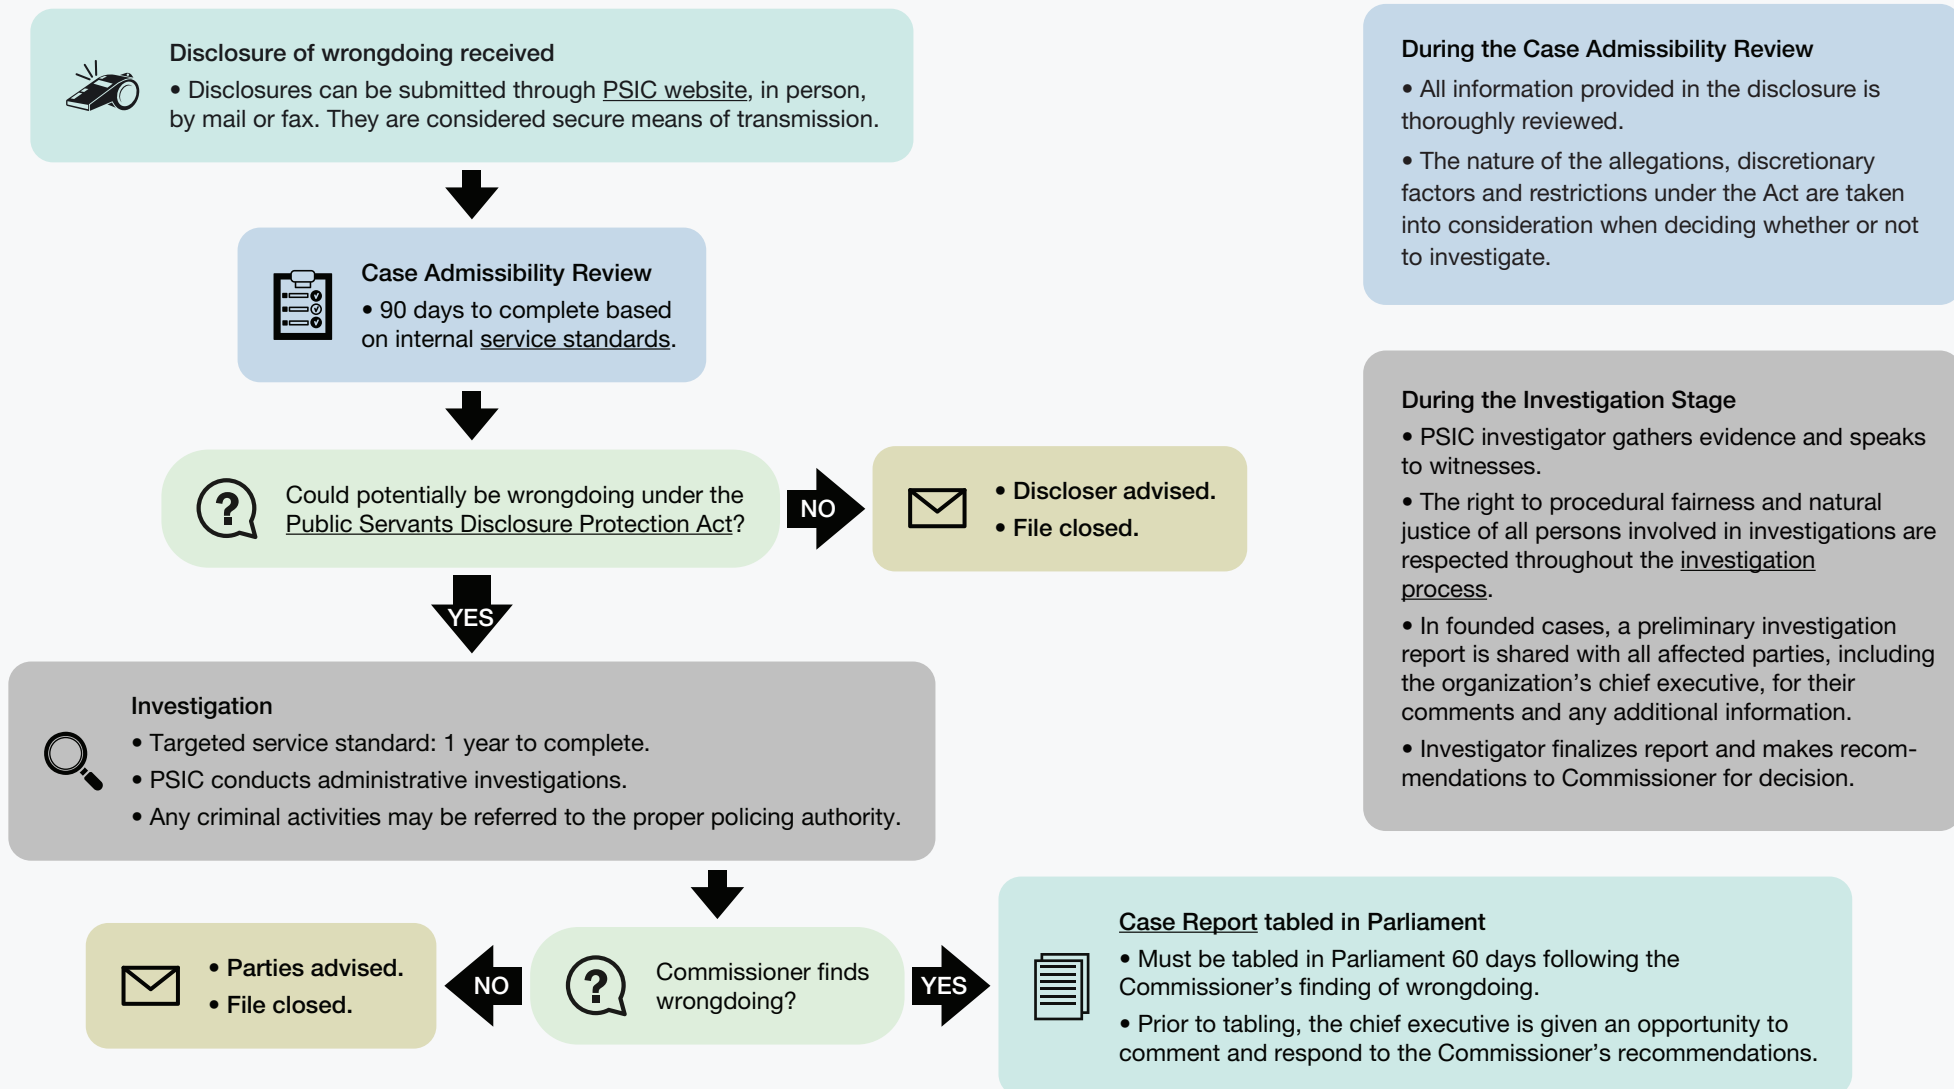 Disclosure of wrongdoing received
• Disclosures can be submitted through PSIC website, in person,
by mail or fax. They are considered secure means of transmission.
Case Admissibility Review
• 90 days to complete based
on internal service standards.
Could potentially be wrongdoing under the
Public Servants Disclosure Protection Act?
NO
• Discloser advised.
• File closed.
YES
Investigation
• Targeted service standard: 1 year to complete.
• PSIC conducts administrative investigations.
• Any criminal activities may be referred to the proper policing authority.
Commissioner finds
wrongdoing?
NO
• Parties advised.
• File closed.
YES
Case Report tabled in Parliament
• Must be tabled in Parliament 60 days following the
Commissioner’s finding of wrongdoing.
• Prior to tabling, the chief executive is given an opportunity to
comment and respond to the Commissioner’s recommendations.
During the Case Admissibility Review
• All information provided in the disclosure is
thoroughly reviewed.
• The nature of the allegations, discretionary
factors and restrictions under the Act are taken
into consideration when deciding whether or not
to investigate.
During the Investigation Stage
• PSIC investigator gathers evidence and speaks
to witnesses.
• The right to procedural fairness and natural
justice of all persons involved in investigations are
respected throughout the investigation
process.
• In founded cases, a preliminary investigation
report is shared with all affected parties, including
the organization’s chief executive, for their
comments and any additional information.
• Investigator finalizes report and makes recom-
mendations to Commissioner for decision.